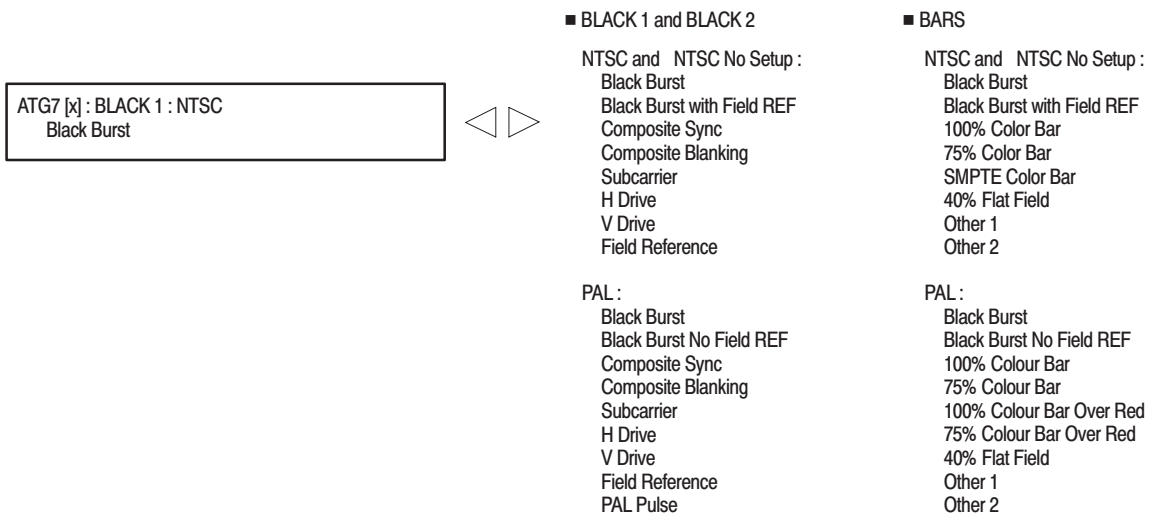 ATG7 [x] : BLACK 1 : NTSC
Black Burst
■ BLACK 1 and BLACK 2
NTSC and NTSC No Setup :
Black Burst
Black Burst with Field REF
Composite Sync
Composite Blanking
Subcarrier
H Drive
V Drive
Field Reference
PAL :
Black Burst
Black Burst No Field REF
Composite Sync
Composite Blanking
Subcarrier
H Drive
V Drive
Field Reference
PAL Pulse
■ BARS
NTSC and NTSC No Setup :
Black Burst
Black Burst with Field REF
100% Color Bar
75% Color Bar
SMPTE Color Bar
40% Flat Field
Other 1
Other 2
PAL :
Black Burst
Black Burst No Field REF
100% Colour Bar
75% Colour Bar
100% Colour Bar Over Red
75% Colour Bar Over Red
40% Flat Field
Other 1
Other 2